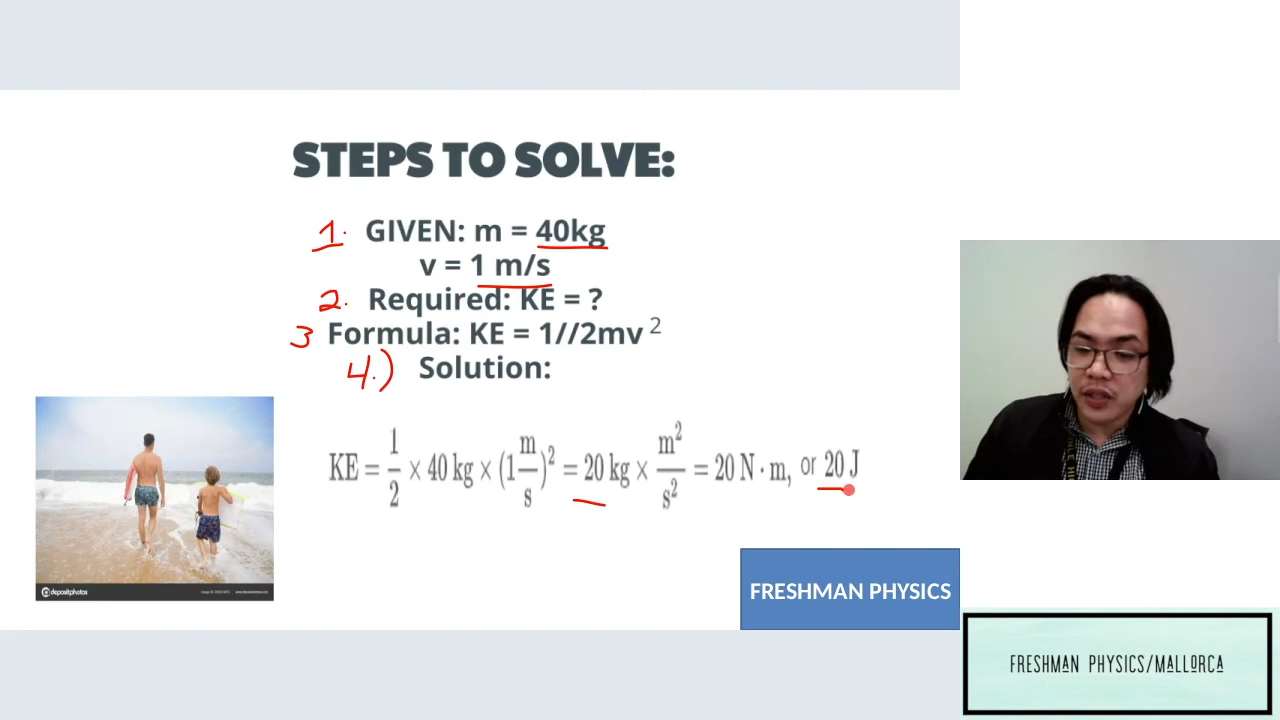 STEPS TO SOLVE:
1. GIVEN: m = 40kg
v = 1 m/s
2. Required: KE = ?
3 Formula: KE = 1//2mv 2
4.) Solution:
KE = 1/2 × 40 kg × (1 m/s)² = 20 kg × m²/s² = 20 N · m, or 20 J
depositphotos
FRESHMAN PHYSICS
FRESHMAN PHYSICS/MALLORCA